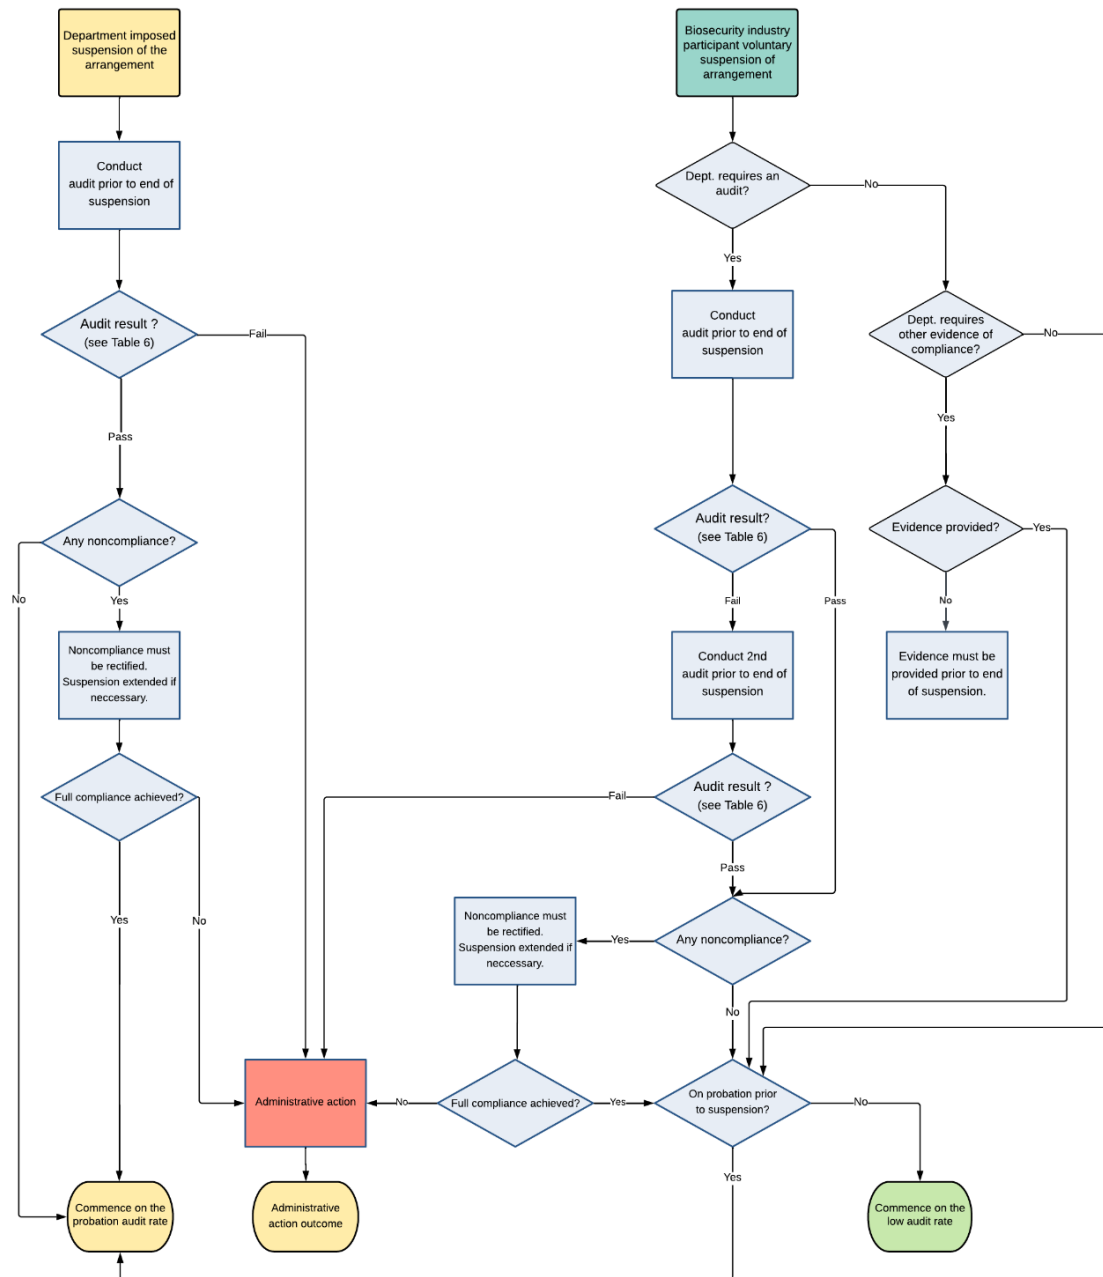 Department imposed
suspension of the
arrangement
Biosecurity industry
participant voluntary
suspension of
arrangement
Conduct
audit prior to end of
suspension
Dept. requires an
audit?
No
Yes
Audit result ?
(see Table 6)
Fail
Conduct
audit prior to end of
suspension
Dept. requires
other evidence of
compliance?
No
Pass
Yes
Any noncompliance?
Audit result?
(see Table 6)
Evidence provided?
Yes
No
Yes
Fail
Pass
No
Noncompliance must
be rectified.
Suspension extended if
neccessary.
Conduct 2nd
audit prior to end of
suspension
Evidence must be
provided prior to end
of suspension.
Full compliance achieved?
Fail
Audit result ?
(see Table 6)
Pass
Yes
No
Noncompliance must
be rectified.
Suspension extended if
neccessary.
Yes
Any noncompliance?
No
Administrative action
No
Full compliance achieved?
Yes
On probation prior
to suspension?
No
Yes
Commence on the
probation audit rate
Administrative
action outcome
Commence on the
low audit rate